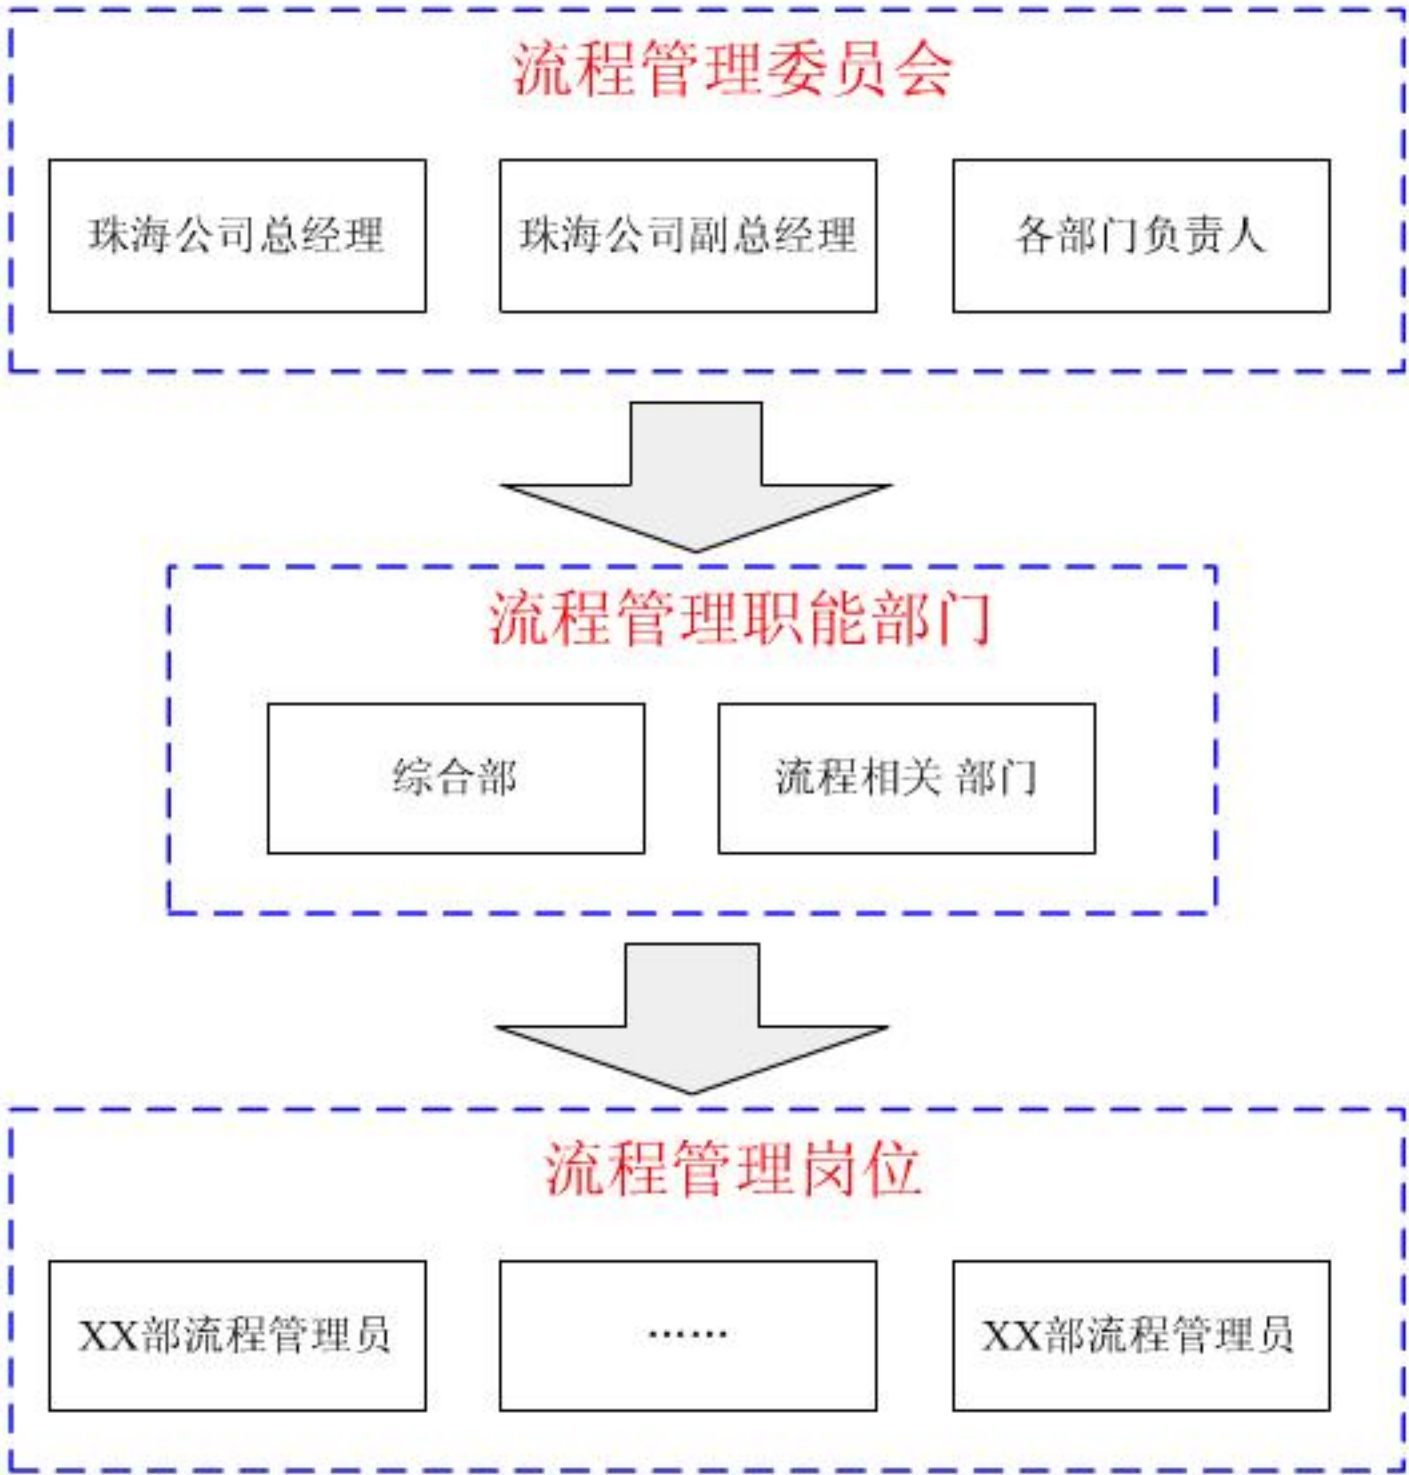 流程管理委员会
珠海公司总经理
珠海公司副总经理
各部门负责人
流程管理职能部门
综合部
流程相关 部门
流程管理岗位
XX部流程管理员
……
XX部流程管理员